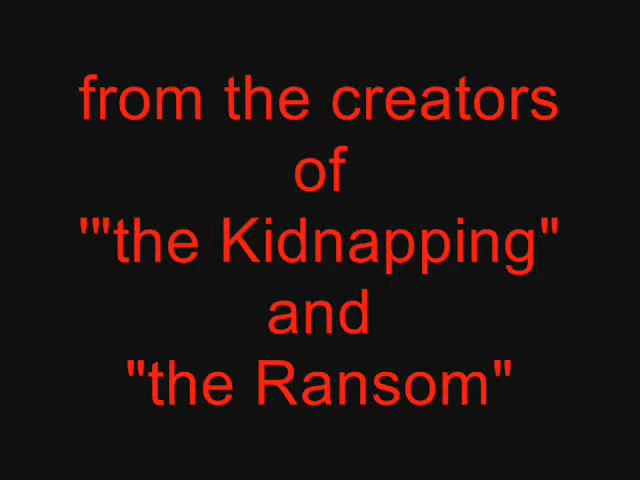 from the creators
of
'"the Kidnapping"
and
"the Ransom"